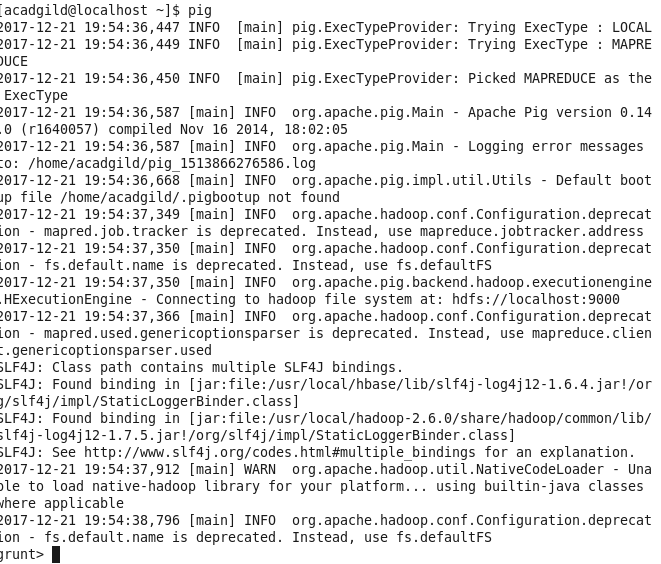 [acadgild@localhost ~]$ pig
2017-12-21 19:54:36,447 INFO  [main] pig.ExecTypeProvider: Trying ExecType : LOCAL
2017-12-21 19:54:36,449 INFO  [main] pig.ExecTypeProvider: Trying ExecType : MAPRE
DUCE
2017-12-21 19:54:36,450 INFO  [main] pig.ExecTypeProvider: Picked MAPREDUCE as the
 ExecType
2017-12-21 19:54:36,587 [main] INFO  org.apache.pig.Main - Apache Pig version 0.14
.0 (r1640057) compiled Nov 16 2014, 18:02:05
2017-12-21 19:54:36,587 [main] INFO  org.apache.pig.Main - Logging error messages
to: /home/acadgild/pig_1513866276586.log
2017-12-21 19:54:36,668 [main] INFO  org.apache.pig.impl.util.Utils - Default boot
up file /home/acadgild/.pigbootup not found
2017-12-21 19:54:37,349 [main] INFO  org.apache.hadoop.conf.Configuration.deprecat
ion - mapred.job.tracker is deprecated. Instead, use mapreduce.jobtracker.address
2017-12-21 19:54:37,350 [main] INFO  org.apache.hadoop.conf.Configuration.deprecat
ion - fs.default.name is deprecated. Instead, use fs.defaultFS
2017-12-21 19:54:37,350 [main] INFO  org.apache.pig.backend.hadoop.executionengine
.HExecutionEngine - Connecting to hadoop file system at: hdfs://localhost:9000
2017-12-21 19:54:37,366 [main] INFO  org.apache.hadoop.conf.Configuration.deprecat
ion - mapred.used.genericoptionsparser is deprecated. Instead, use mapreduce.clien
t.genericoptionsparser.used
SLF4J: Class path contains multiple SLF4J bindings.
SLF4J: Found binding in [jar:file:/usr/local/hbase/lib/slf4j-log4j12-1.6.4.jar!/or
g/slf4j/impl/StaticLoggerBinder.class]
SLF4J: Found binding in [jar:file:/usr/local/hadoop-2.6.0/share/hadoop/common/lib/
slf4j-log4j12-1.7.5.jar!/org/slf4j/impl/StaticLoggerBinder.class]
SLF4J: See http://www.slf4j.org/codes.html#multiple_bindings for an explanation.
2017-12-21 19:54:37,912 [main] WARN  org.apache.hadoop.util.NativeCodeLoader - Una
ble to load native-hadoop library for your platform... using builtin-java classes
where applicable
2017-12-21 19:54:38,796 [main] INFO  org.apache.hadoop.conf.Configuration.deprecat
ion - fs.default.name is deprecated. Instead, use fs.defaultFS
grunt>